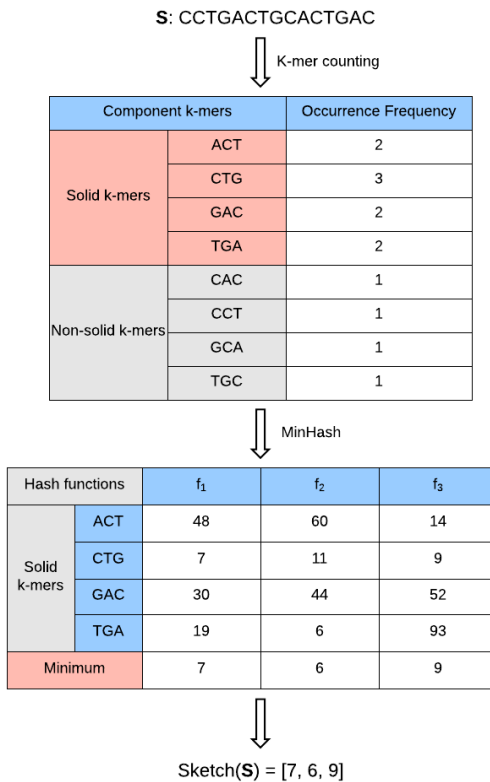 S: CCTGACTGCACTGAC
K-mer counting
Component k-mers Occurrence Frequency
Solid k-mers
ACT 2
CTG 3
GAC 2
TGA 2
Non-solid k-mers
CAC 1
CCT 1
GCA 1
TGC 1
MinHash
Hash functions f1 f2 f3
Solid
k-mers
ACT 48 60 14
CTG 7 11 9
GAC 30 44 52
TGA 19 6 93
Minimum 7 6 9
Sketch(S) = [7, 6, 9]